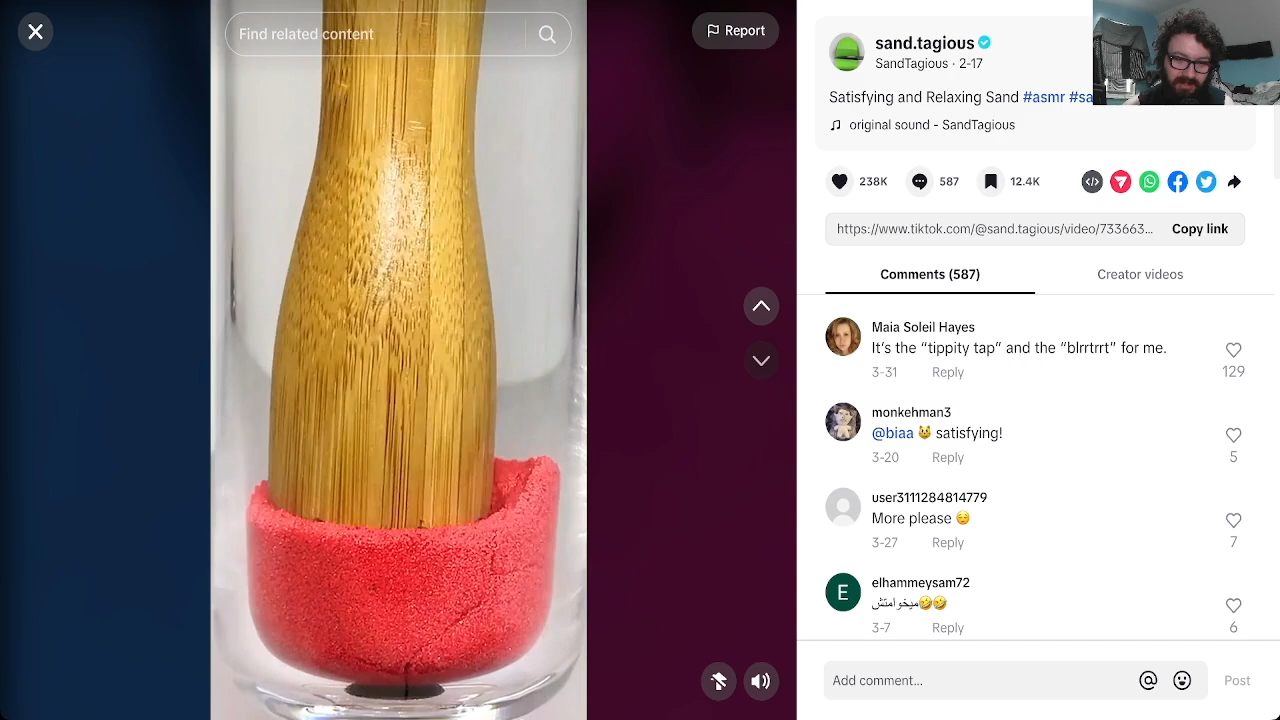 Find related content
Report
sand.tagious
SandTagious · 2-17
Satisfying and Relaxing Sand #asmr #sa
original sound - SandTagious
238K
587
12.4K
https://www.tiktok.com/@sand.tagious/video/733663...
Copy link
Comments (587)
Creator videos
Maia Soleil Hayes
It's the “tippity tap” and the “blrrtrrt” for me.
3-31 Reply
129
monkehman3
@biaa 😺 satisfying!
3-20 Reply
5
user3111284814779
More please ☺️
3-27 Reply
7
E
elhammeysam72
میخوامتش🤣🤣
3-7 Reply
6
Add comment...
Post